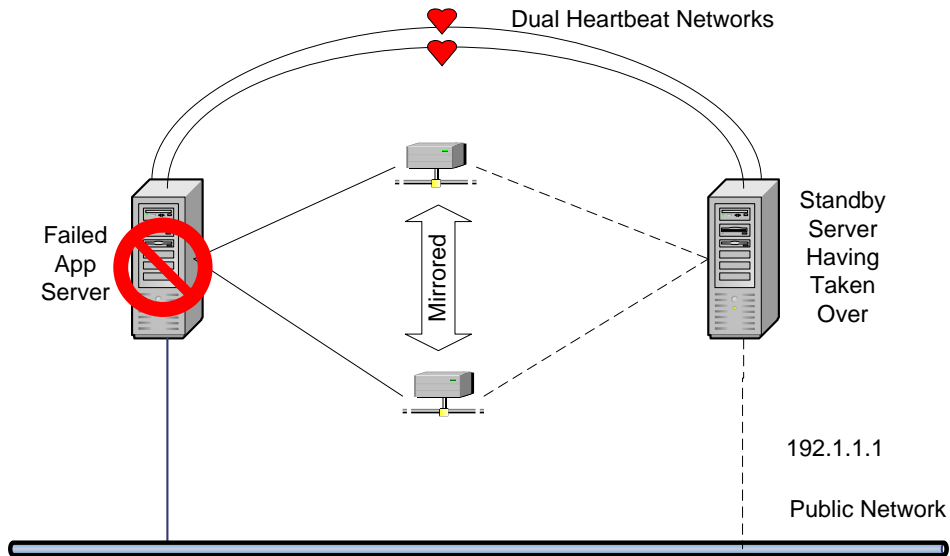 Dual Heartbeat Networks
Failed
App
Server
Mirrored
Standby
Server
Having
Taken
Over
192.1.1.1
Public Network